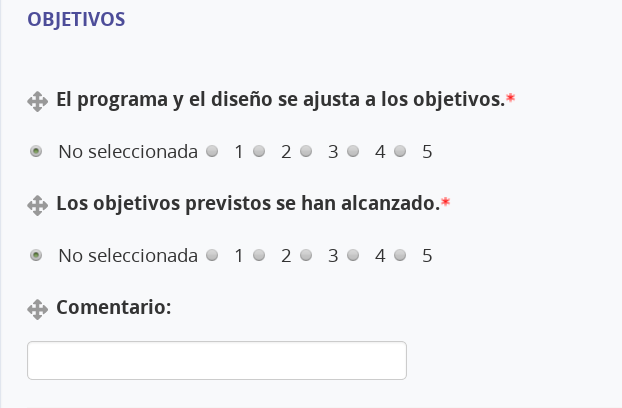 OBJETIVOS
El programa y el diseño se ajusta a los objetivos.*
No seleccionada 1 2 3 4 5
Los objetivos previstos se han alcanzado.*
No seleccionada 1 2 3 4 5
Comentario: